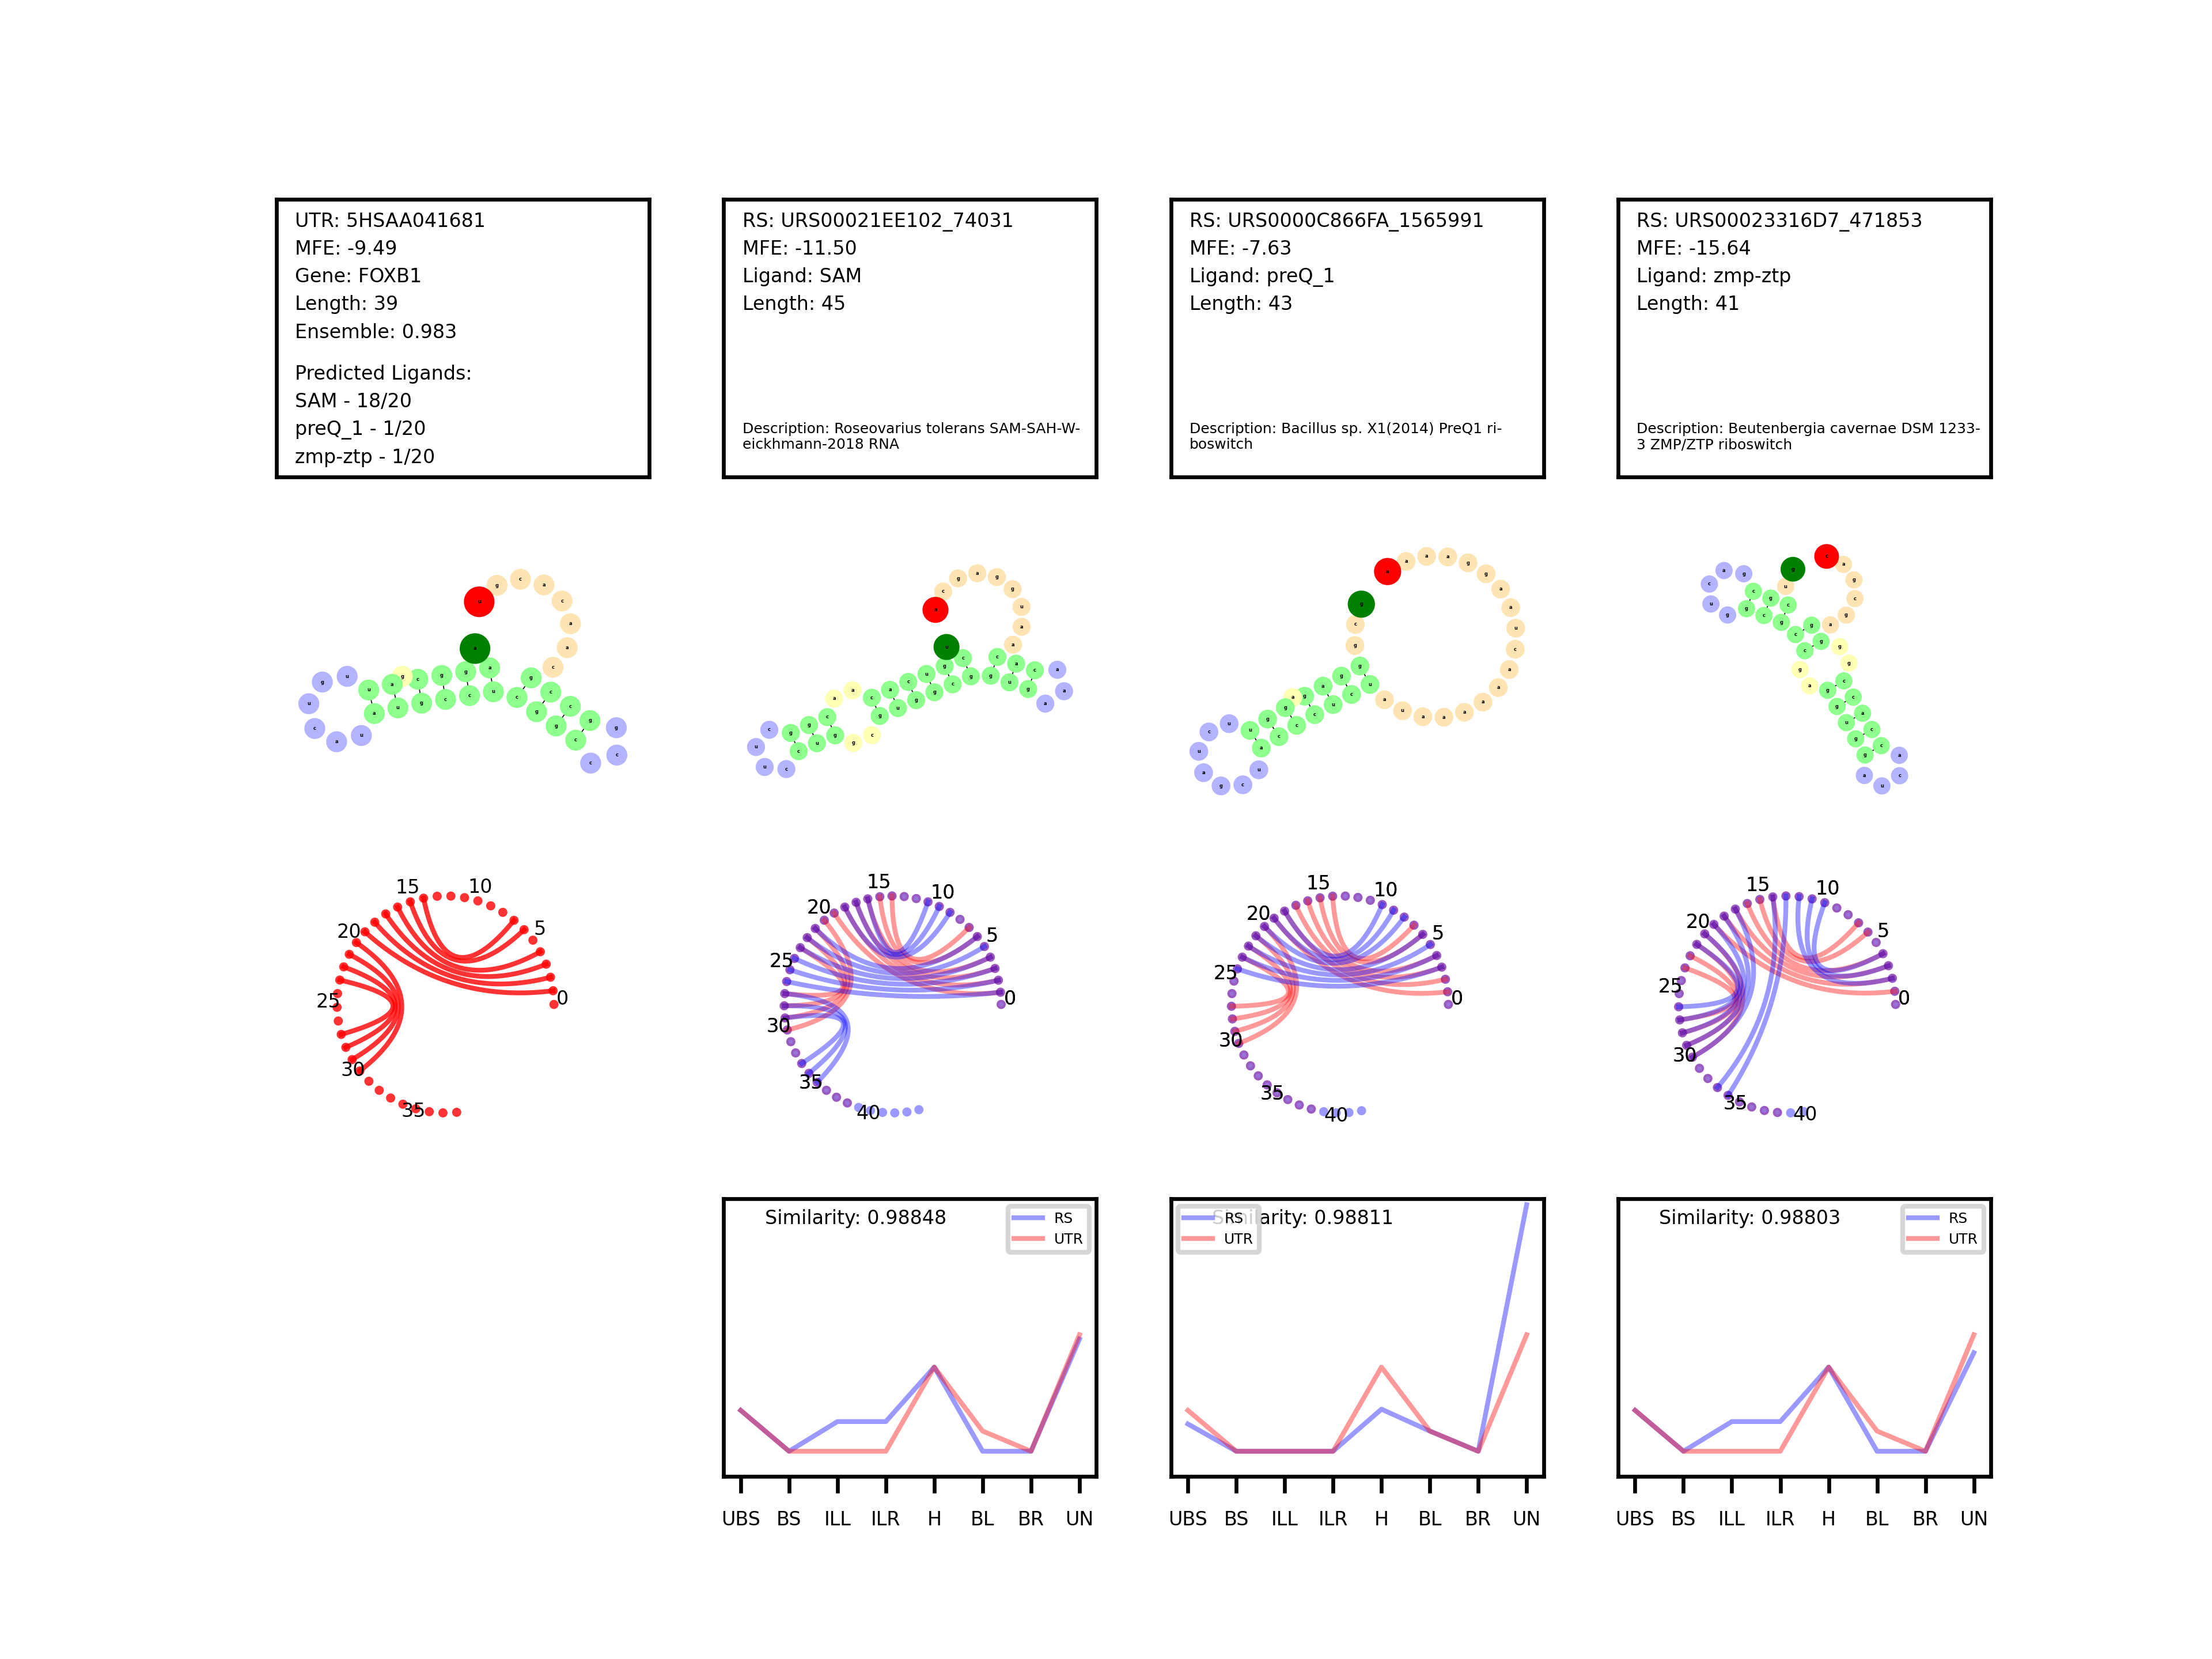 UTR: 5HSAA041681
MFE: -9.49
Gene: FOXB1
Length: 39
Ensemble: 0.983
Predicted Ligands:
SAM - 18/20
preQ_1 - 1/20
zmp-ztp - 1/20
RS: URS00021EE102_74031
MFE: -11.50
Ligand: SAM
Length: 45
Description: Roseovarius tolerans SAM-SAH-W-
eickhmann-2018 RNA
RS: URS0000C866FA_1565991
MFE: -7.63
Ligand: preQ_1
Length: 43
Description: Bacillus sp. X1(2014) PreQ1 ri-
boswitch
RS: URS00023316D7_471853
MFE: -15.64
Ligand: zmp-ztp
Length: 41
Description: Beutenbergia cavernae DSM 1233-
3 ZMP/ZTP riboswitch
0
5
10
15
20
25
30
35
0
5
10
15
20
25
30
35
40
0
5
10
15
20
25
30
35
40
0
5
10
15
20
25
30
35
40
Similarity: 0.98848
RS
UTR
UBS BS ILL ILR H BL BR UN
Similarity: 0.98811
RS
UTR
UBS BS ILL ILR H BL BR UN
Similarity: 0.98803
RS
UTR
UBS BS ILL ILR H BL BR UN